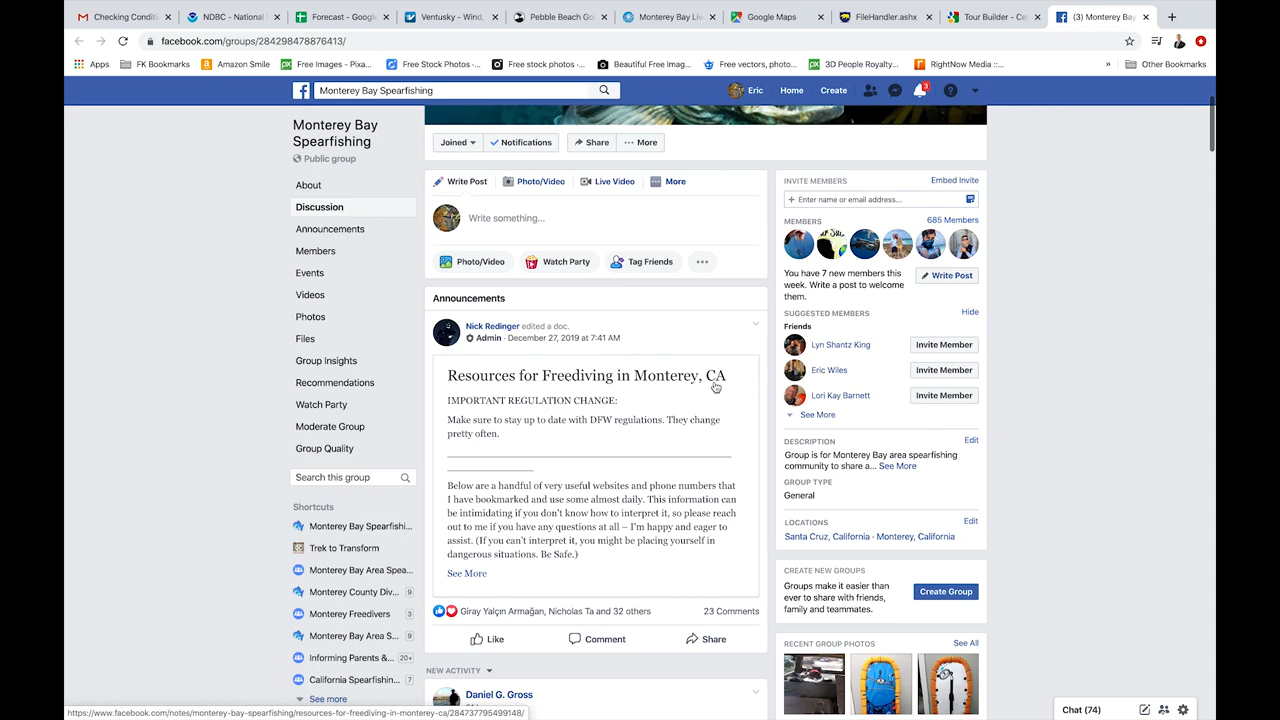 Checking Conditi
NDBC - National
Forecast - Google
Ventusky - Wind,
Pebble Beach Go
Monterey Bay Liv
Google Maps
FileHandler.ashx
Tour Builder - Ce
(3) Monterey Bay
facebook.com/groups/284298478876413/
Apps
FK Bookmarks
Amazon Smile
Free Images - Pixa...
Free Stock Photos -...
Free stock photos -...
Beautiful Free Imag...
Free vectors, photo...
3D People Royalty...
RightNow Media ::...
»
Other Bookmarks
Monterey Bay Spearfishing
Eric
Home
Create
3
Monterey Bay
Spearfishing
Public group
About
Discussion
Announcements
Members
Events
Videos
Photos
Files
Group Insights
Recommendations
Watch Party
Moderate Group
Group Quality
Search this group
Shortcuts
Monterey Bay Spearfishi...
Trek to Transform
Monterey Bay Area Spea...
Monterey County Div... 9
Monterey Freedivers 3
Monterey Bay Area S... 9
Informing Parents &... 20+
California Spearfishin... 7
See more
Joined
Notifications
Share
More
Write Post
Photo/Video
Live Video
More
Write something...
Photo/Video
Watch Party
Tag Friends
Announcements
Nick Redinger edited a doc.
Admin · December 27, 2019 at 7:41 AM
Resources for Freediving in Monterey, CA
IMPORTANT REGULATION CHANGE:
Make sure to stay up to date with DFW regulations. They change
pretty often.
Below are a handful of very useful websites and phone numbers that
I have bookmarked and use some almost daily. This information can
be intimidating if you don't know how to interpret it, so please reach
out to me if you have any questions at all – I'm happy and eager to
assist. (If you can't interpret it, you might be placing yourself in
dangerous situations. Be Safe.)
See More
Giray Yalçın Armağan, Nicholas Ta and 32 others
23 Comments
Like
Comment
Share
NEW ACTIVITY
Daniel G. Gross
INVITE MEMBERS
Embed Invite
+ Enter name or email address...
MEMBERS
685 Members
You have 7 new members this
week. Write a post to welcome
them.
Write Post
SUGGESTED MEMBERS
Hide
Friends
Lyn Shantz King
Invite Member
Eric Wiles
Invite Member
Lori Kay Barnett
Invite Member
See More
DESCRIPTION
Edit
Group is for Monterey Bay area spearfishing
community to share a... See More
GROUP TYPE
General
LOCATIONS
Edit
Santa Cruz, California · Monterey, California
CREATE NEW GROUPS
Groups make it easier than
ever to share with friends,
family and teammates.
Create Group
RECENT GROUP PHOTOS
See All
Chat (74)
https://www.facebook.com/notes/monterey-bay-spearfishing/resources-for-freediving-in-monterey-ca/284737795499148/